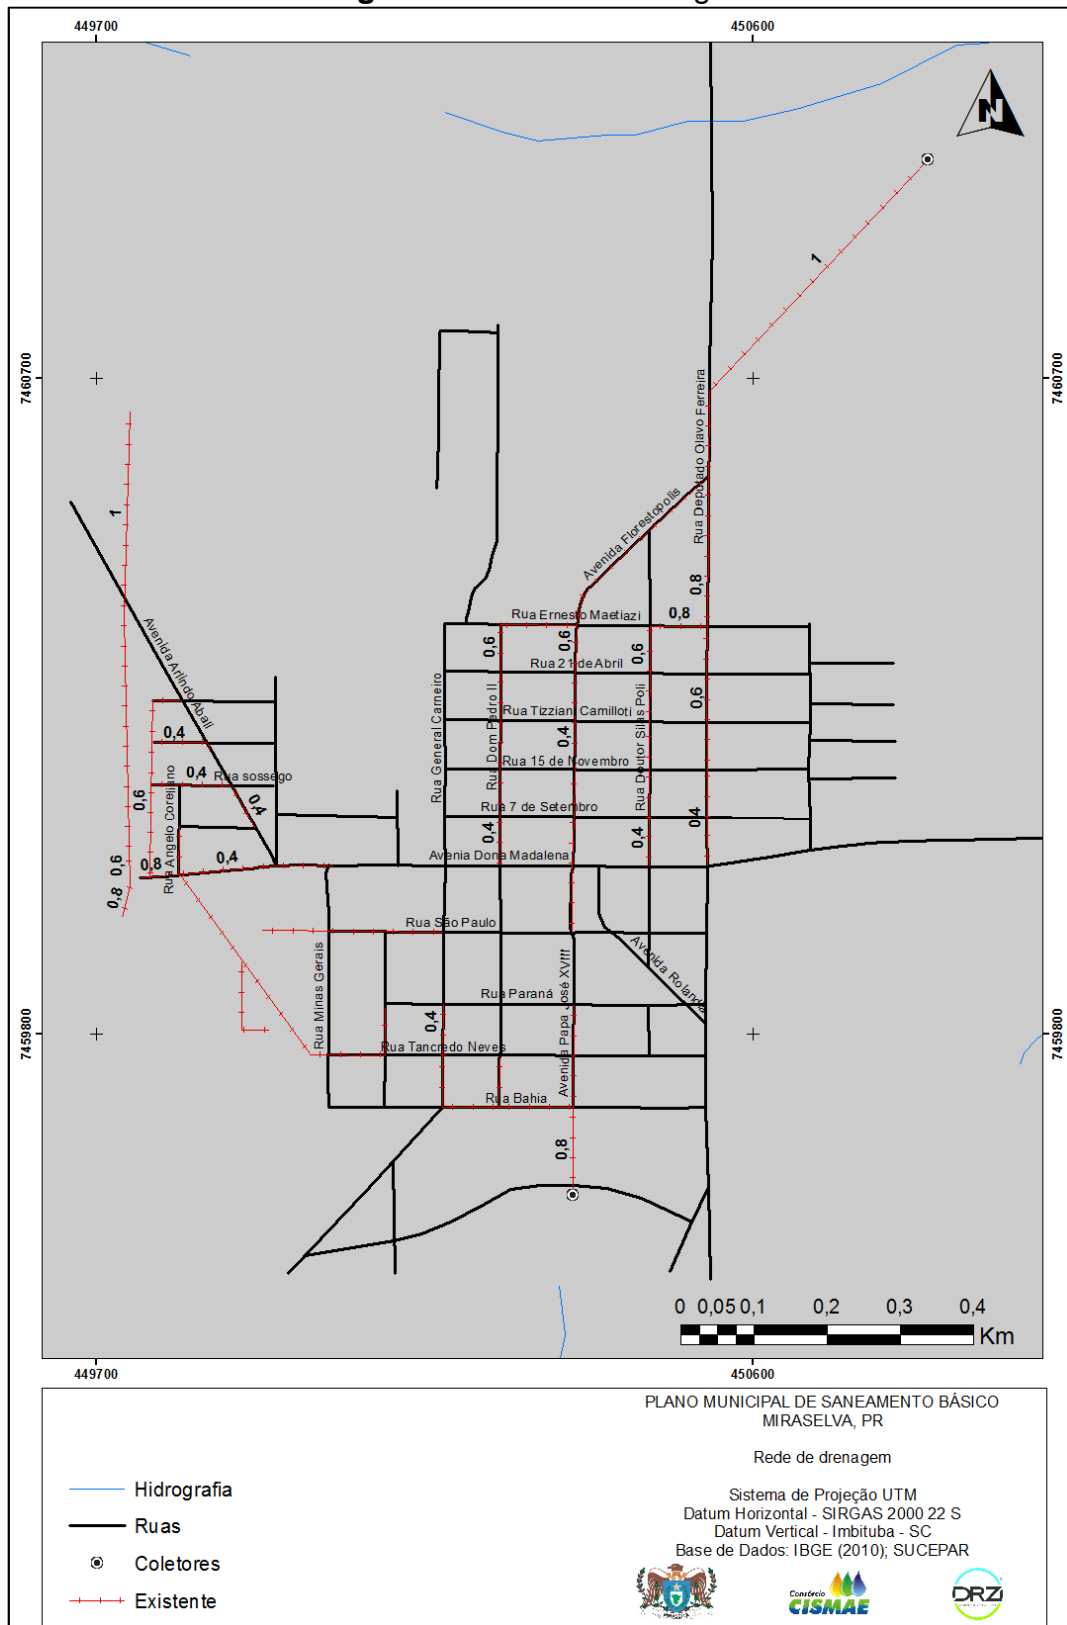 449700
450600
N
1
7460700
7460700
Rua Deputado Olavo Ferreira
1
Avenida Florestopolis
0,8
Rua Ernesto Maetiazi
0,8
Avenida Arlindo Abali
0,6
0,6
0,6
Rua 21 de Abril
Rua General Carneiro
Rua Dom Pedro II
Rua Doutor Silas Poli
0,6
Rua Tizziani Camilloti
0,4
0,4
Rua 15 de Novembro
0,4
Rua sossego
0,6
Rua Angelo Coreliano
0,4
Rua 7 de Setembro
0,4
0,4
0,4
Avenia Dona Madalena
0,6
0,8
0,4
0,8
Rua São Paulo
Rua Minas Gerais
Avenida Papa José XVIII
Avenida Rolandia
Rua Paraná
0,4
7459800
7459800
Rua Tancredo Neves
Rua Bahia
0,8
0 0,05 0,1 0,2 0,3 0,4
Km
449700
450600
PLANO MUNICIPAL DE SANEAMENTO BÁSICO
MIRASELVA, PR
Rede de drenagem
Sistema de Projeção UTM
Datum Horizontal - SIRGAS 2000 22 S
Datum Vertical - Imbituba - SC
Base de Dados: IBGE (2010); SUCEPAR
Hidrografia
Ruas
Coletores
Existente
Consórcio
CISMAE
DRZ